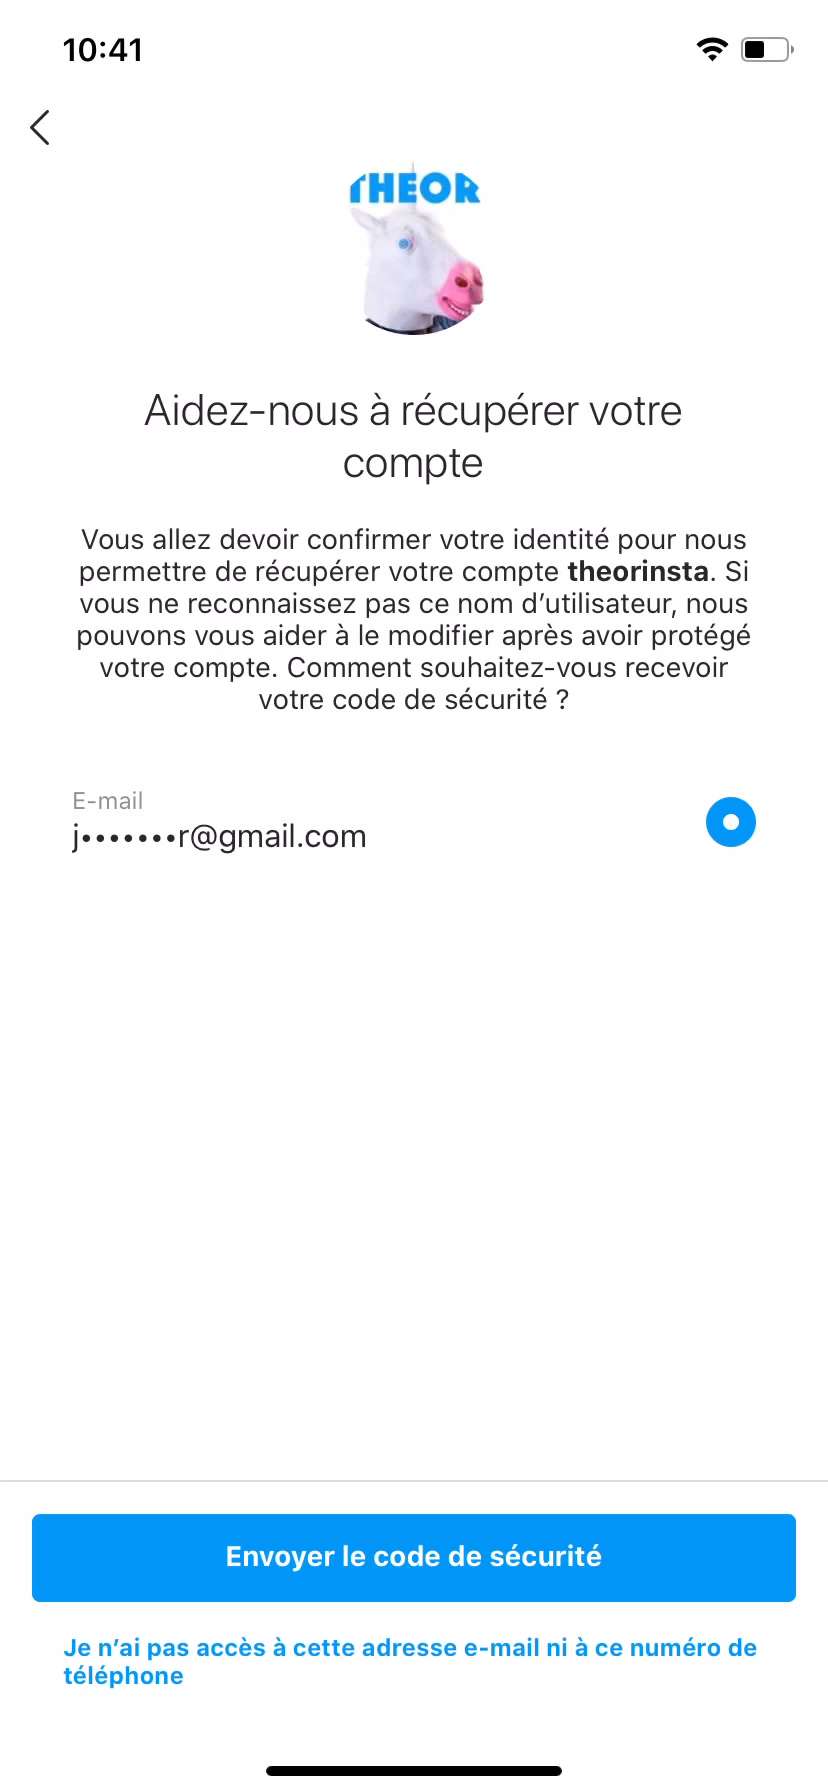 10:41
THEOR
Aidez-nous à récupérer votre
compte
Vous allez devoir confirmer votre identité pour nous
permettre de récupérer votre compte theorinsta. Si
vous ne reconnaissez pas ce nom d’utilisateur, nous
pouvons vous aider à le modifier après avoir protégé
votre compte. Comment souhaitez-vous recevoir
votre code de sécurité ?
E-mail
j•••••••r@gmail.com
Envoyer le code de sécurité
Je n’ai pas accès à cette adresse e-mail ni à ce numéro de
téléphone